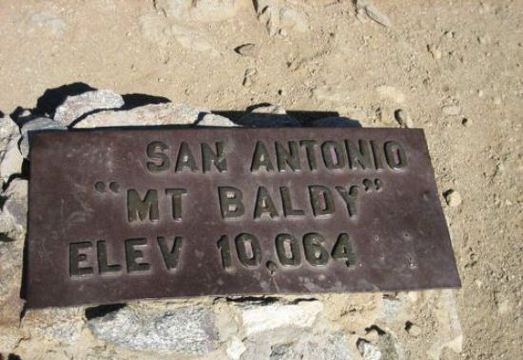 SAN ANTONIO
"MT BALDY"
ELEV 10,064